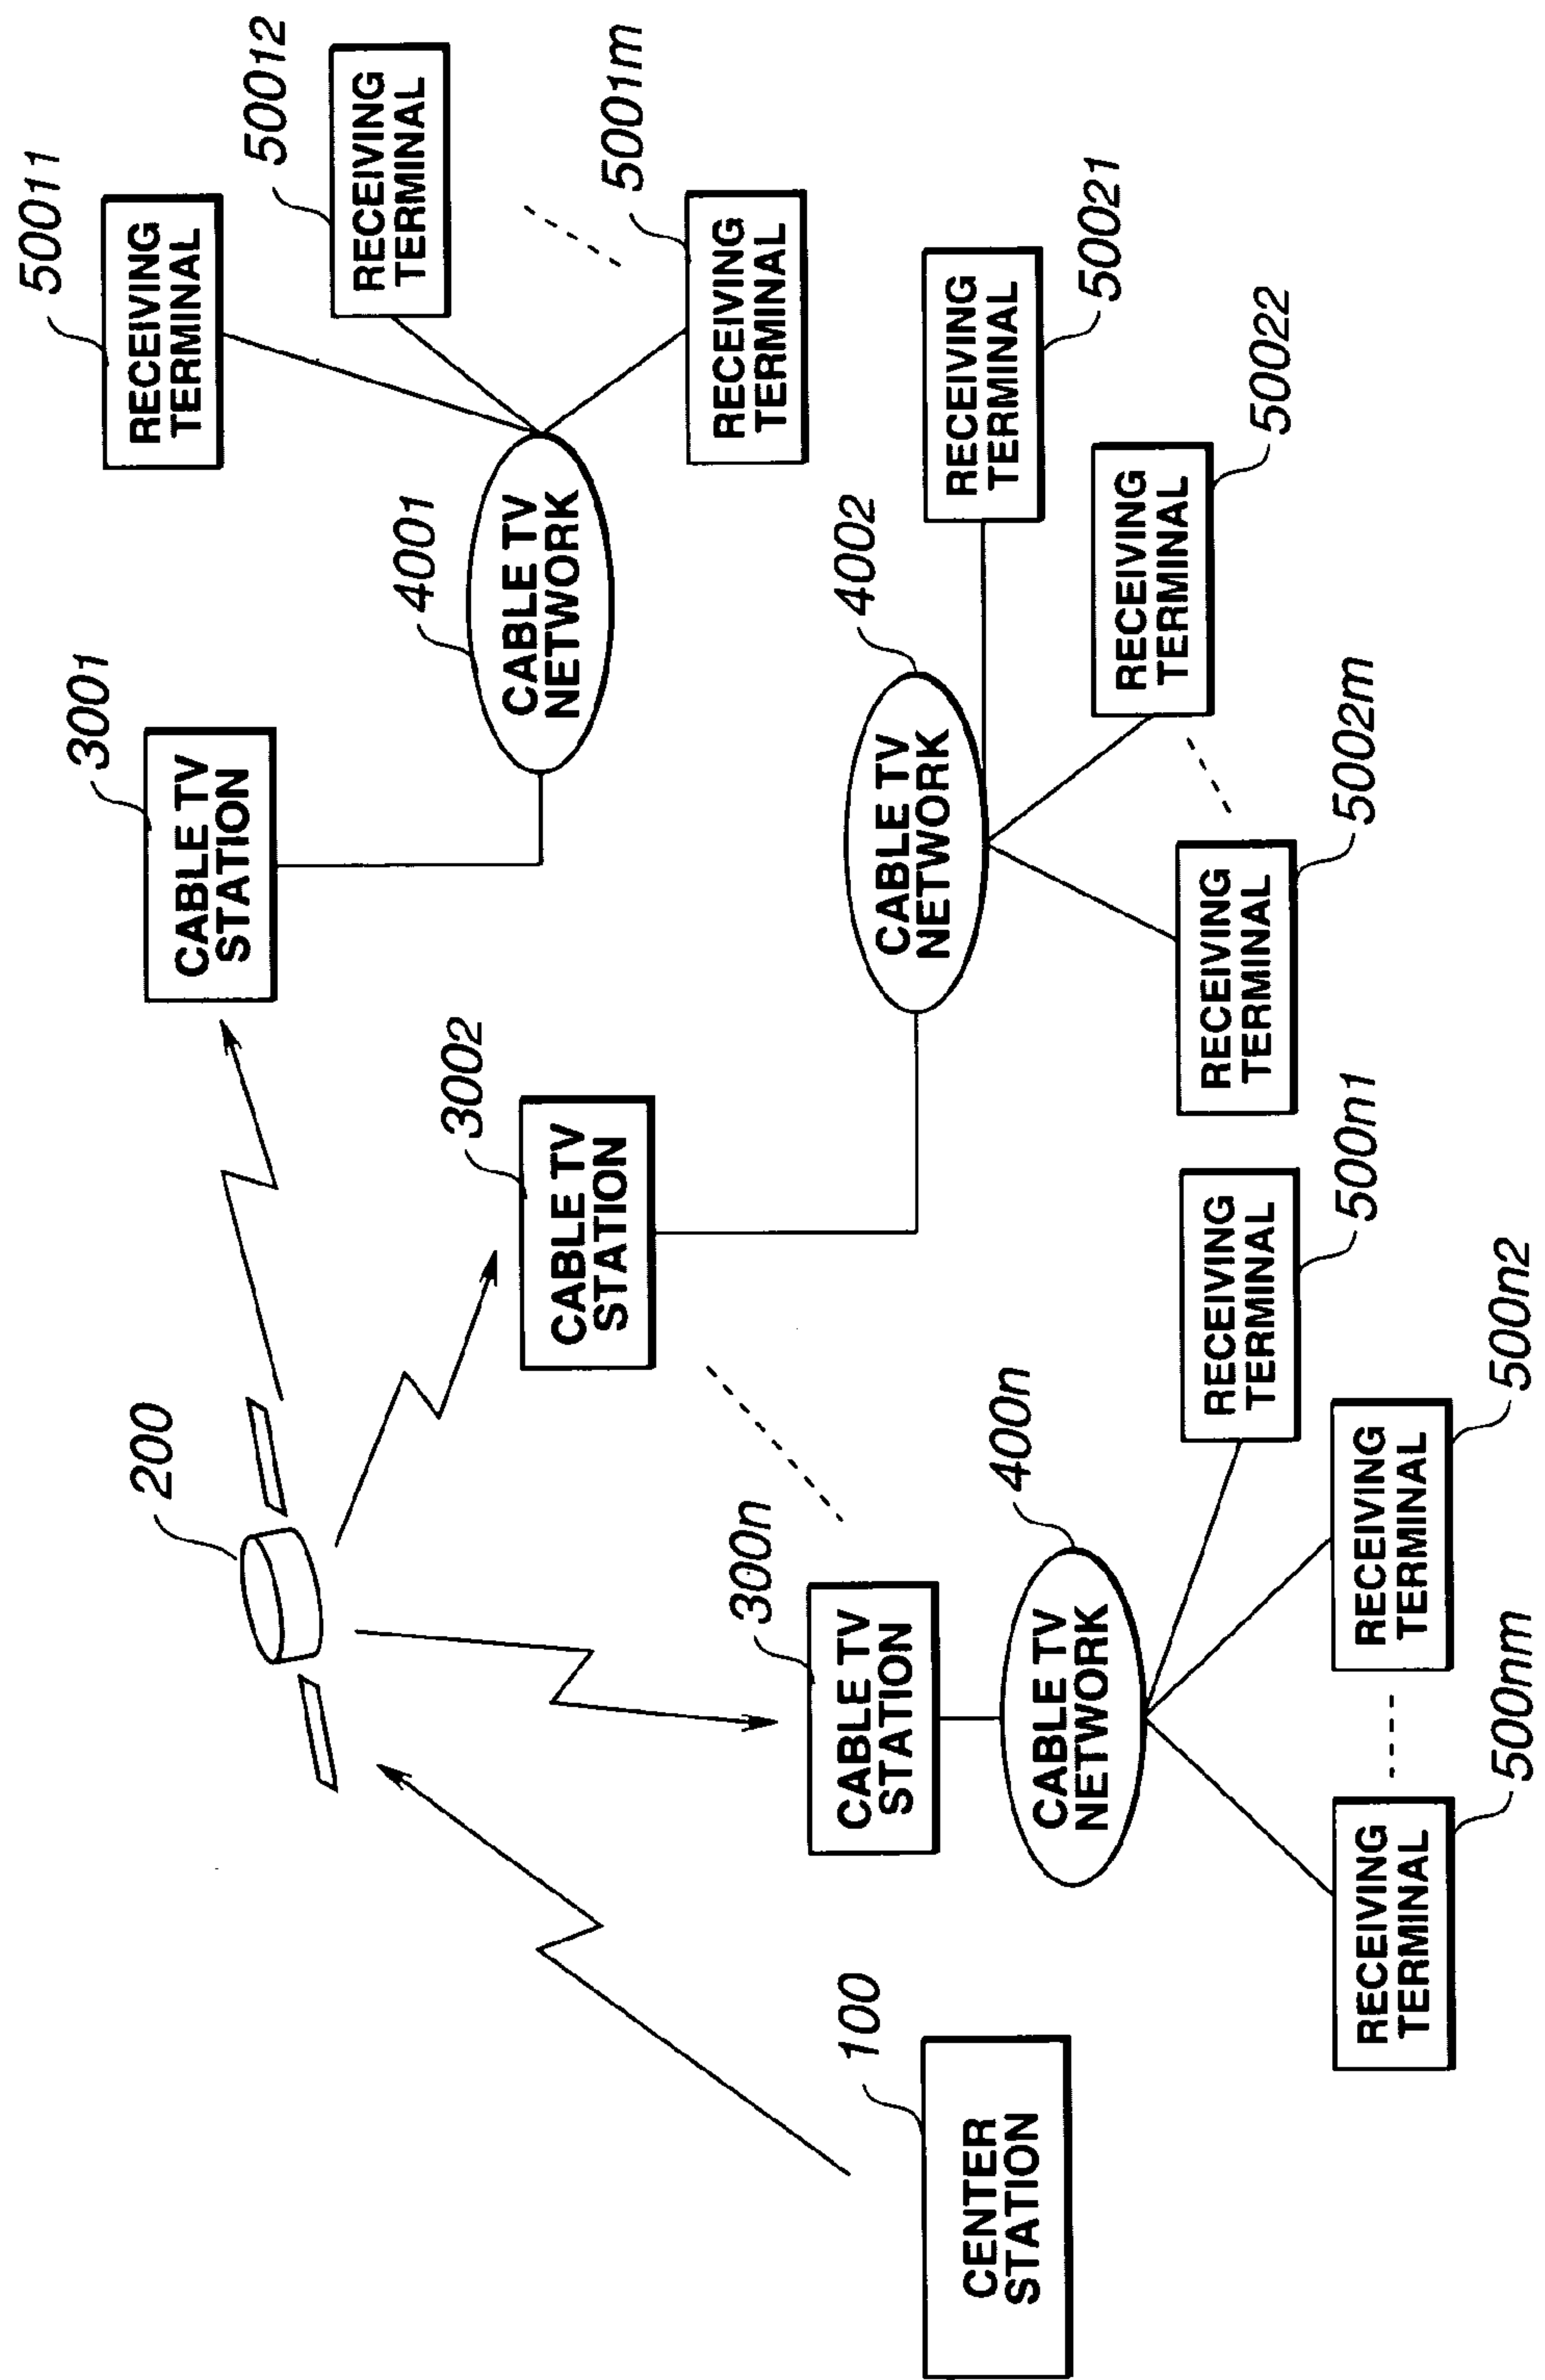 100
CENTER
STATION
200
3001
CABLE TV
STATION
3002
CABLE TV
STATION
300n
CABLE TV
STATION
4001
CABLE TV
NETWORK
4002
CABLE TV
NETWORK
400n
CABLE TV
NETWORK
50011
RECEIVING
TERMINAL
50012
RECEIVING
TERMINAL
5001m
RECEIVING
TERMINAL
RECEIVING
TERMINAL
50021
RECEIVING
TERMINAL
50022
RECEIVING
TERMINAL
5002m
RECEIVING
TERMINAL
500n1
RECEIVING
TERMINAL
500n2
RECEIVING
TERMINAL
500nm